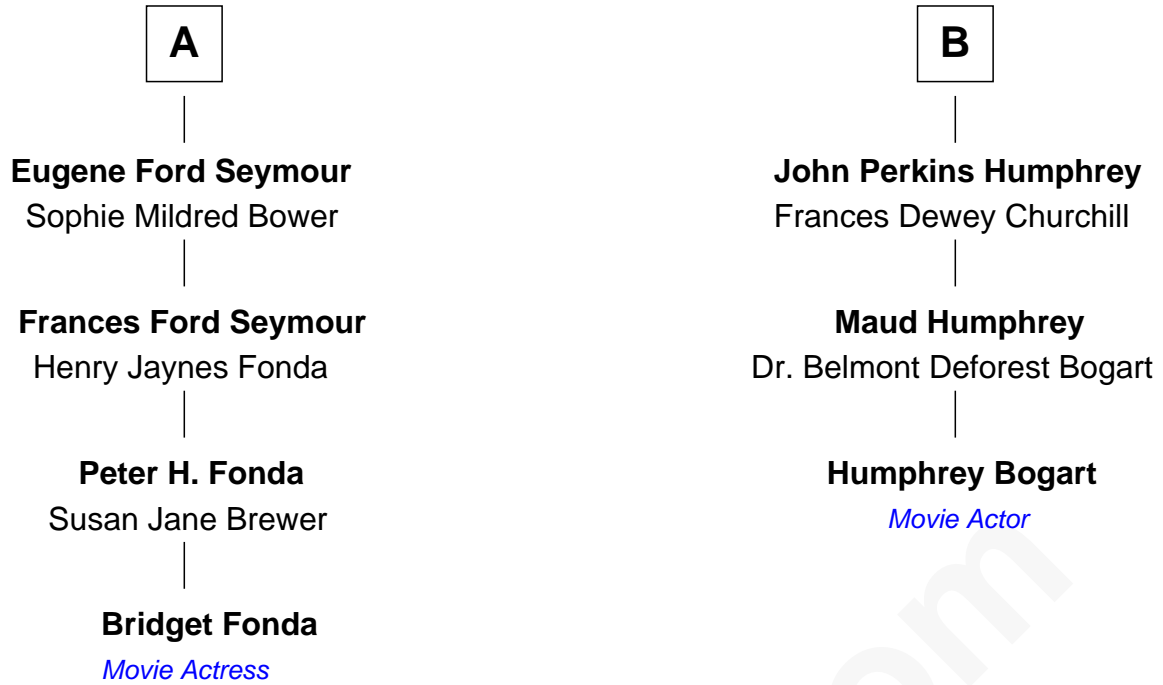 A
Eugene Ford Seymour
Sophie Mildred Bower
Frances Ford Seymour
Henry Jaynes Fonda
Peter H. Fonda
Susan Jane Brewer
Bridget Fonda
Movie Actress
B
John Perkins Humphrey
Frances Dewey Churchill
Maud Humphrey
Dr. Belmont Deforest Bogart
Humphrey Bogart
Movie Actor
om